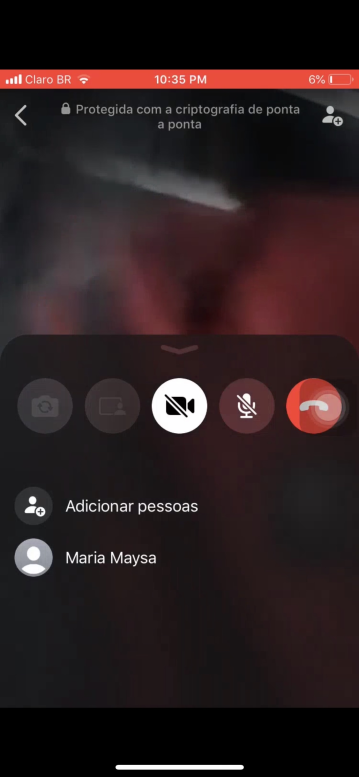 Claro BR 10:35 PM 6%
Protegida com a criptografia de ponta
a ponta
Adicionar pessoas
Maria Maysa